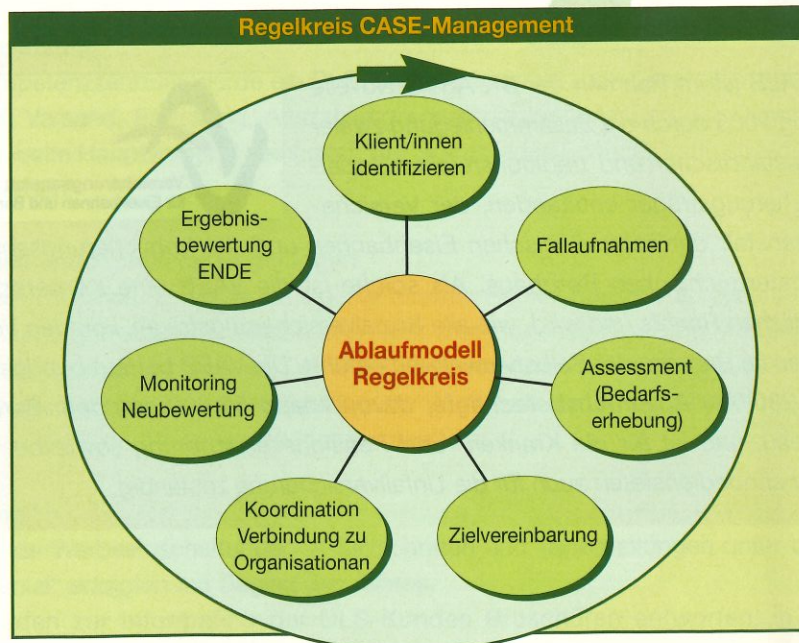 Regelkreis CASE-Management
Klient/innen
identifizieren
Fallaufnahmen
Assessment
(Bedarfs-
erhebung)
Zielvereinbarung
Koordination
Verbindung zu
Organisationan
Monitoring
Neubewertung
Ergebnis-
bewertung
ENDE
Ablaufmodell
Regelkreis